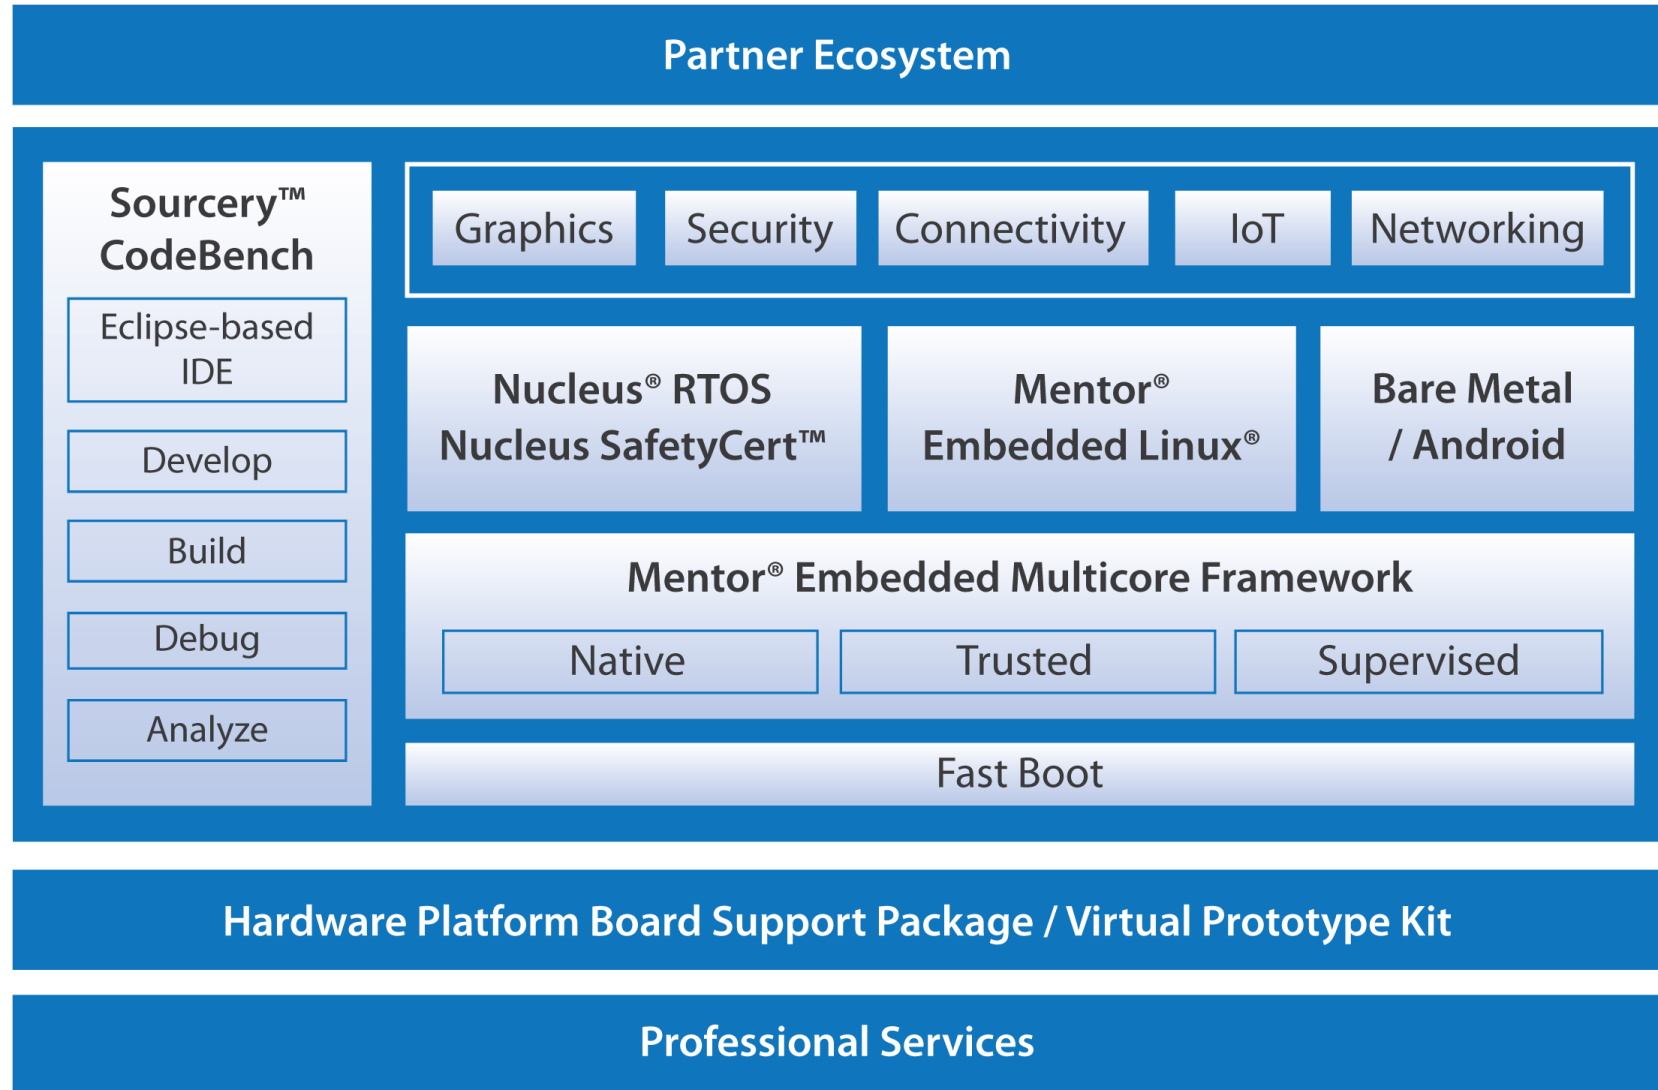 Partner Ecosystem
Sourcery™
CodeBench
Eclipse-based
IDE
Develop
Build
Debug
Analyze
Graphics
Security
Connectivity
IoT
Networking
Nucleus® RTOS
Nucleus SafetyCert™
Mentor®
Embedded Linux®
Bare Metal
/ Android
Mentor® Embedded Multicore Framework
Native
Trusted
Supervised
Fast Boot
Hardware Platform Board Support Package / Virtual Prototype Kit
Professional Services